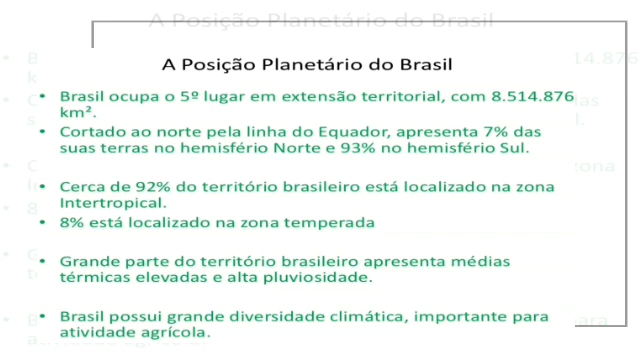 A Posição Planetário do Brasil
• Brasil ocupa o 5º lugar em extensão territorial, com 8.514.876
km².
• Cortado ao norte pela linha do Equador, apresenta 7% das
suas terras no hemisfério Norte e 93% no hemisfério Sul.
• Cerca de 92% do território brasileiro está localizado na zona
Intertropical.
• 8% está localizado na zona temperada
• Grande parte do território brasileiro apresenta médias
térmicas elevadas e alta pluviosidade.
• Brasil possui grande diversidade climática, importante para
atividade agrícola.